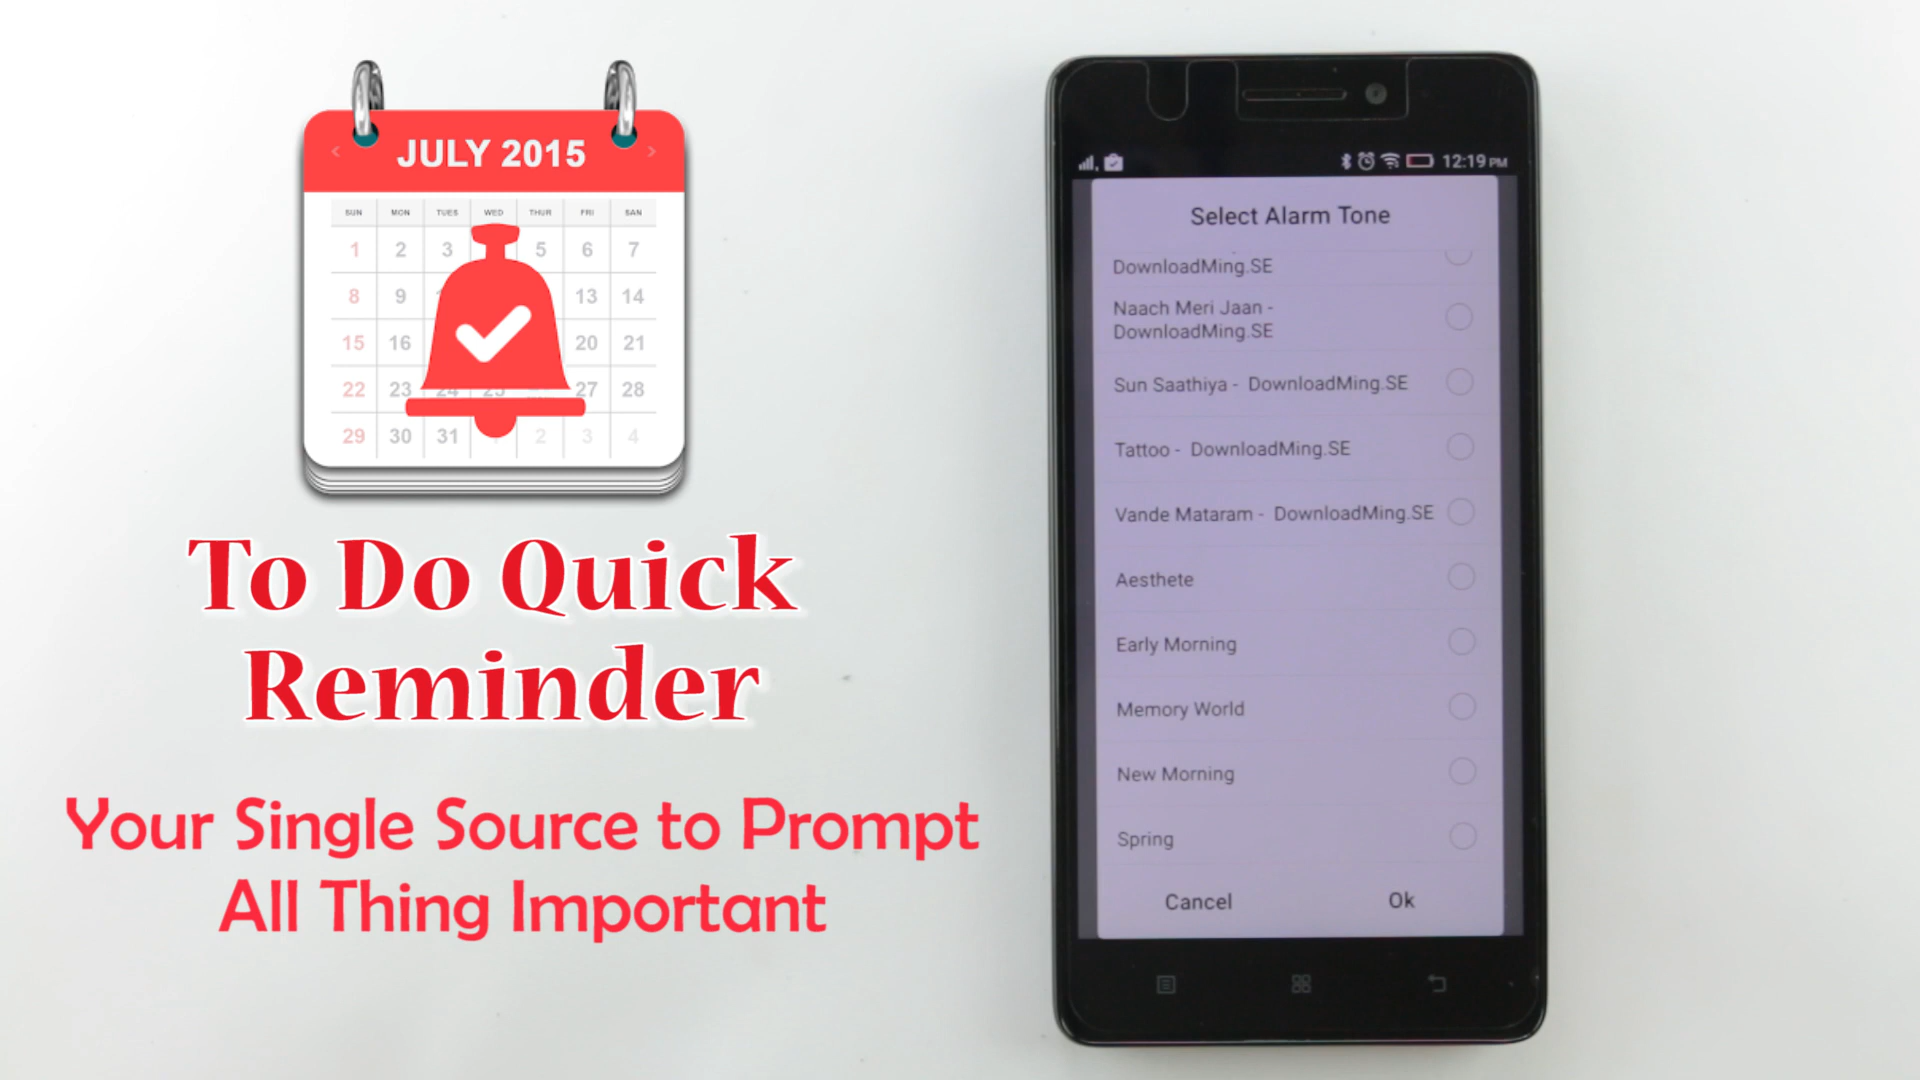 JULY 2015
SUN MON TUES WED THUR FRI SAN
1 2 3 5 6 7
8 9 13 14
15 16 20 21
22 23 24 25 27 28
29 30 31 1 2 3 4
To Do Quick
Reminder
Your Single Source to Prompt
All Thing Important
12:19 PM
Select Alarm Tone
DownloadMing.SE
Naach Meri Jaan -
DownloadMing.SE
Sun Saathiya - DownloadMing.SE
Tattoo - DownloadMing.SE
Vande Mataram - DownloadMing.SE
Aesthete
Early Morning
Memory World
New Morning
Spring
Cancel Ok